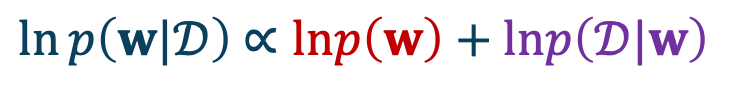 ln p(𝐰|𝒟) ∝ lnp(𝐰) + lnp(𝒟|𝐰)